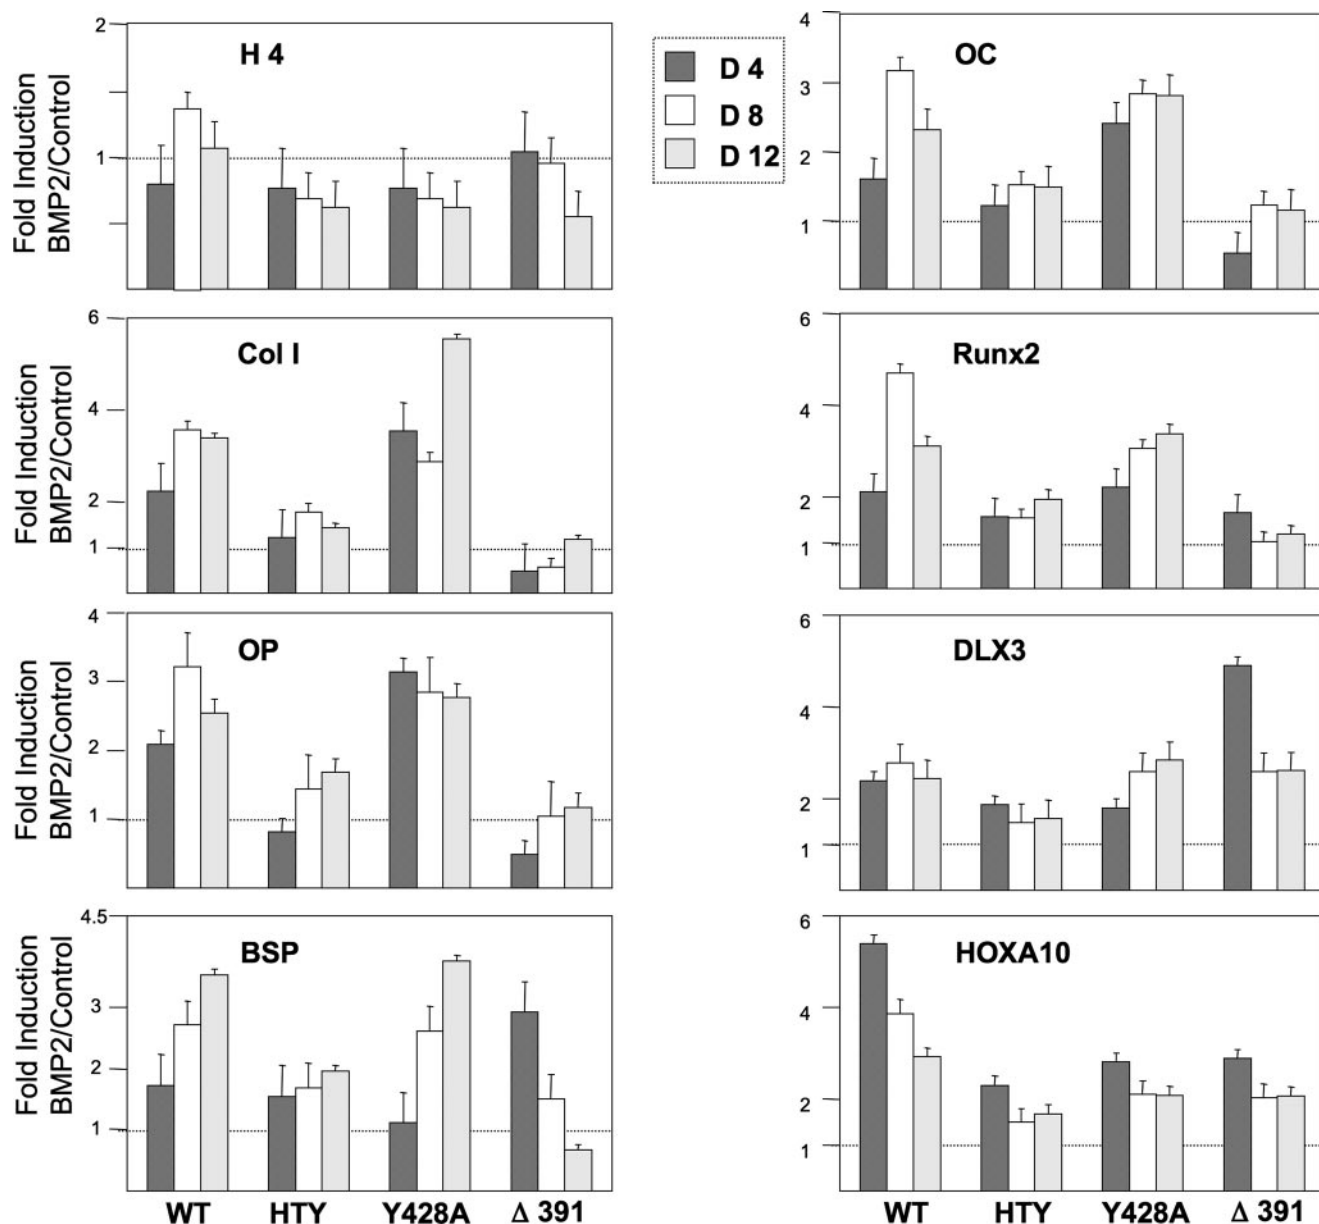 2
H 4
1
Fold Induction
BMP2/Control
D 4
D 8
D 12
4
OC
3
2
1
6
Col I
4
2
1
Fold Induction
BMP2/Control
6
Runx2
4
2
1
4
OP
3
2
1
Fold Induction
BMP2/Control
6
DLX3
4
2
1
4.5
BSP
3
2
1
Fold Induction
BMP2/Control
WT HTY Y428A Δ 391
6
HOXA10
4
2
1
WT HTY Y428A Δ 391